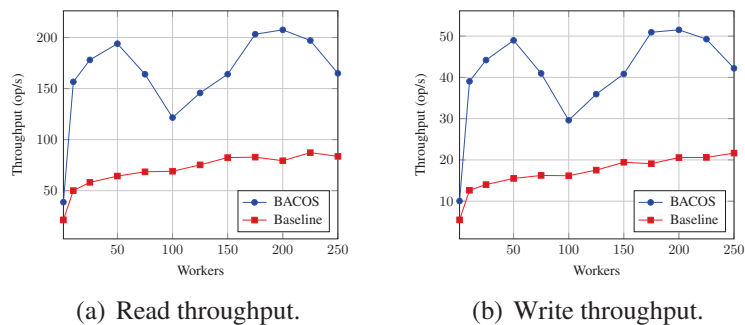 200
150
100
50
Throughput (op/s)
BACOS
Baseline
50 100 150 200 250
Workers
(a) Read throughput.
50
40
30
20
10
Throughput (op/s)
BACOS
Baseline
50 100 150 200 250
Workers
(b) Write throughput.